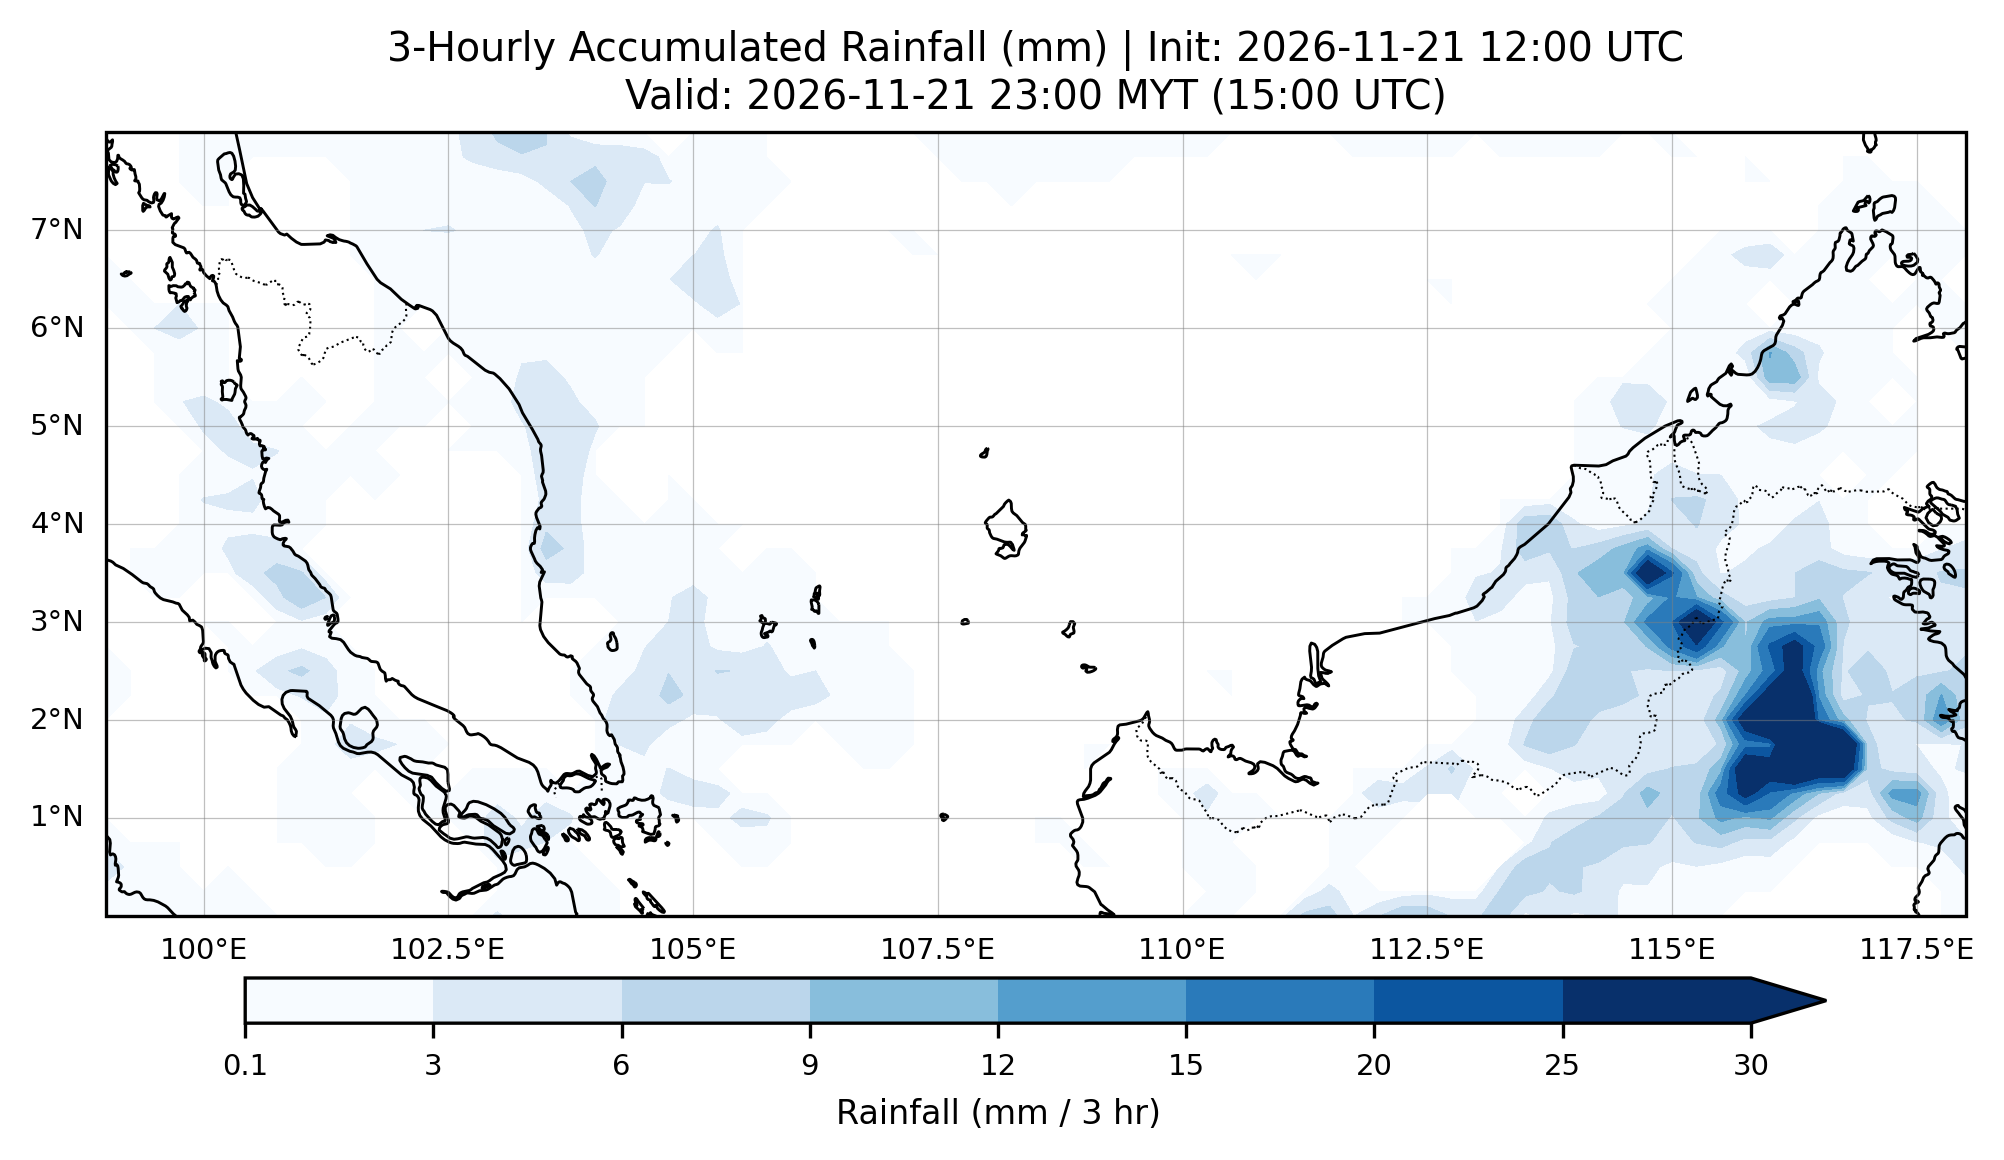 3-Hourly Accumulated Rainfall (mm) | Init: 2026-11-21 12:00 UTC
Valid: 2026-11-21 23:00 MYT (15:00 UTC)
7°N
6°N
5°N
4°N
3°N
2°N
1°N
100°E 102.5°E 105°E 107.5°E 110°E 112.5°E 115°E 117.5°E
0.1 3 6 9 12 15 20 25 30
Rainfall (mm / 3 hr)